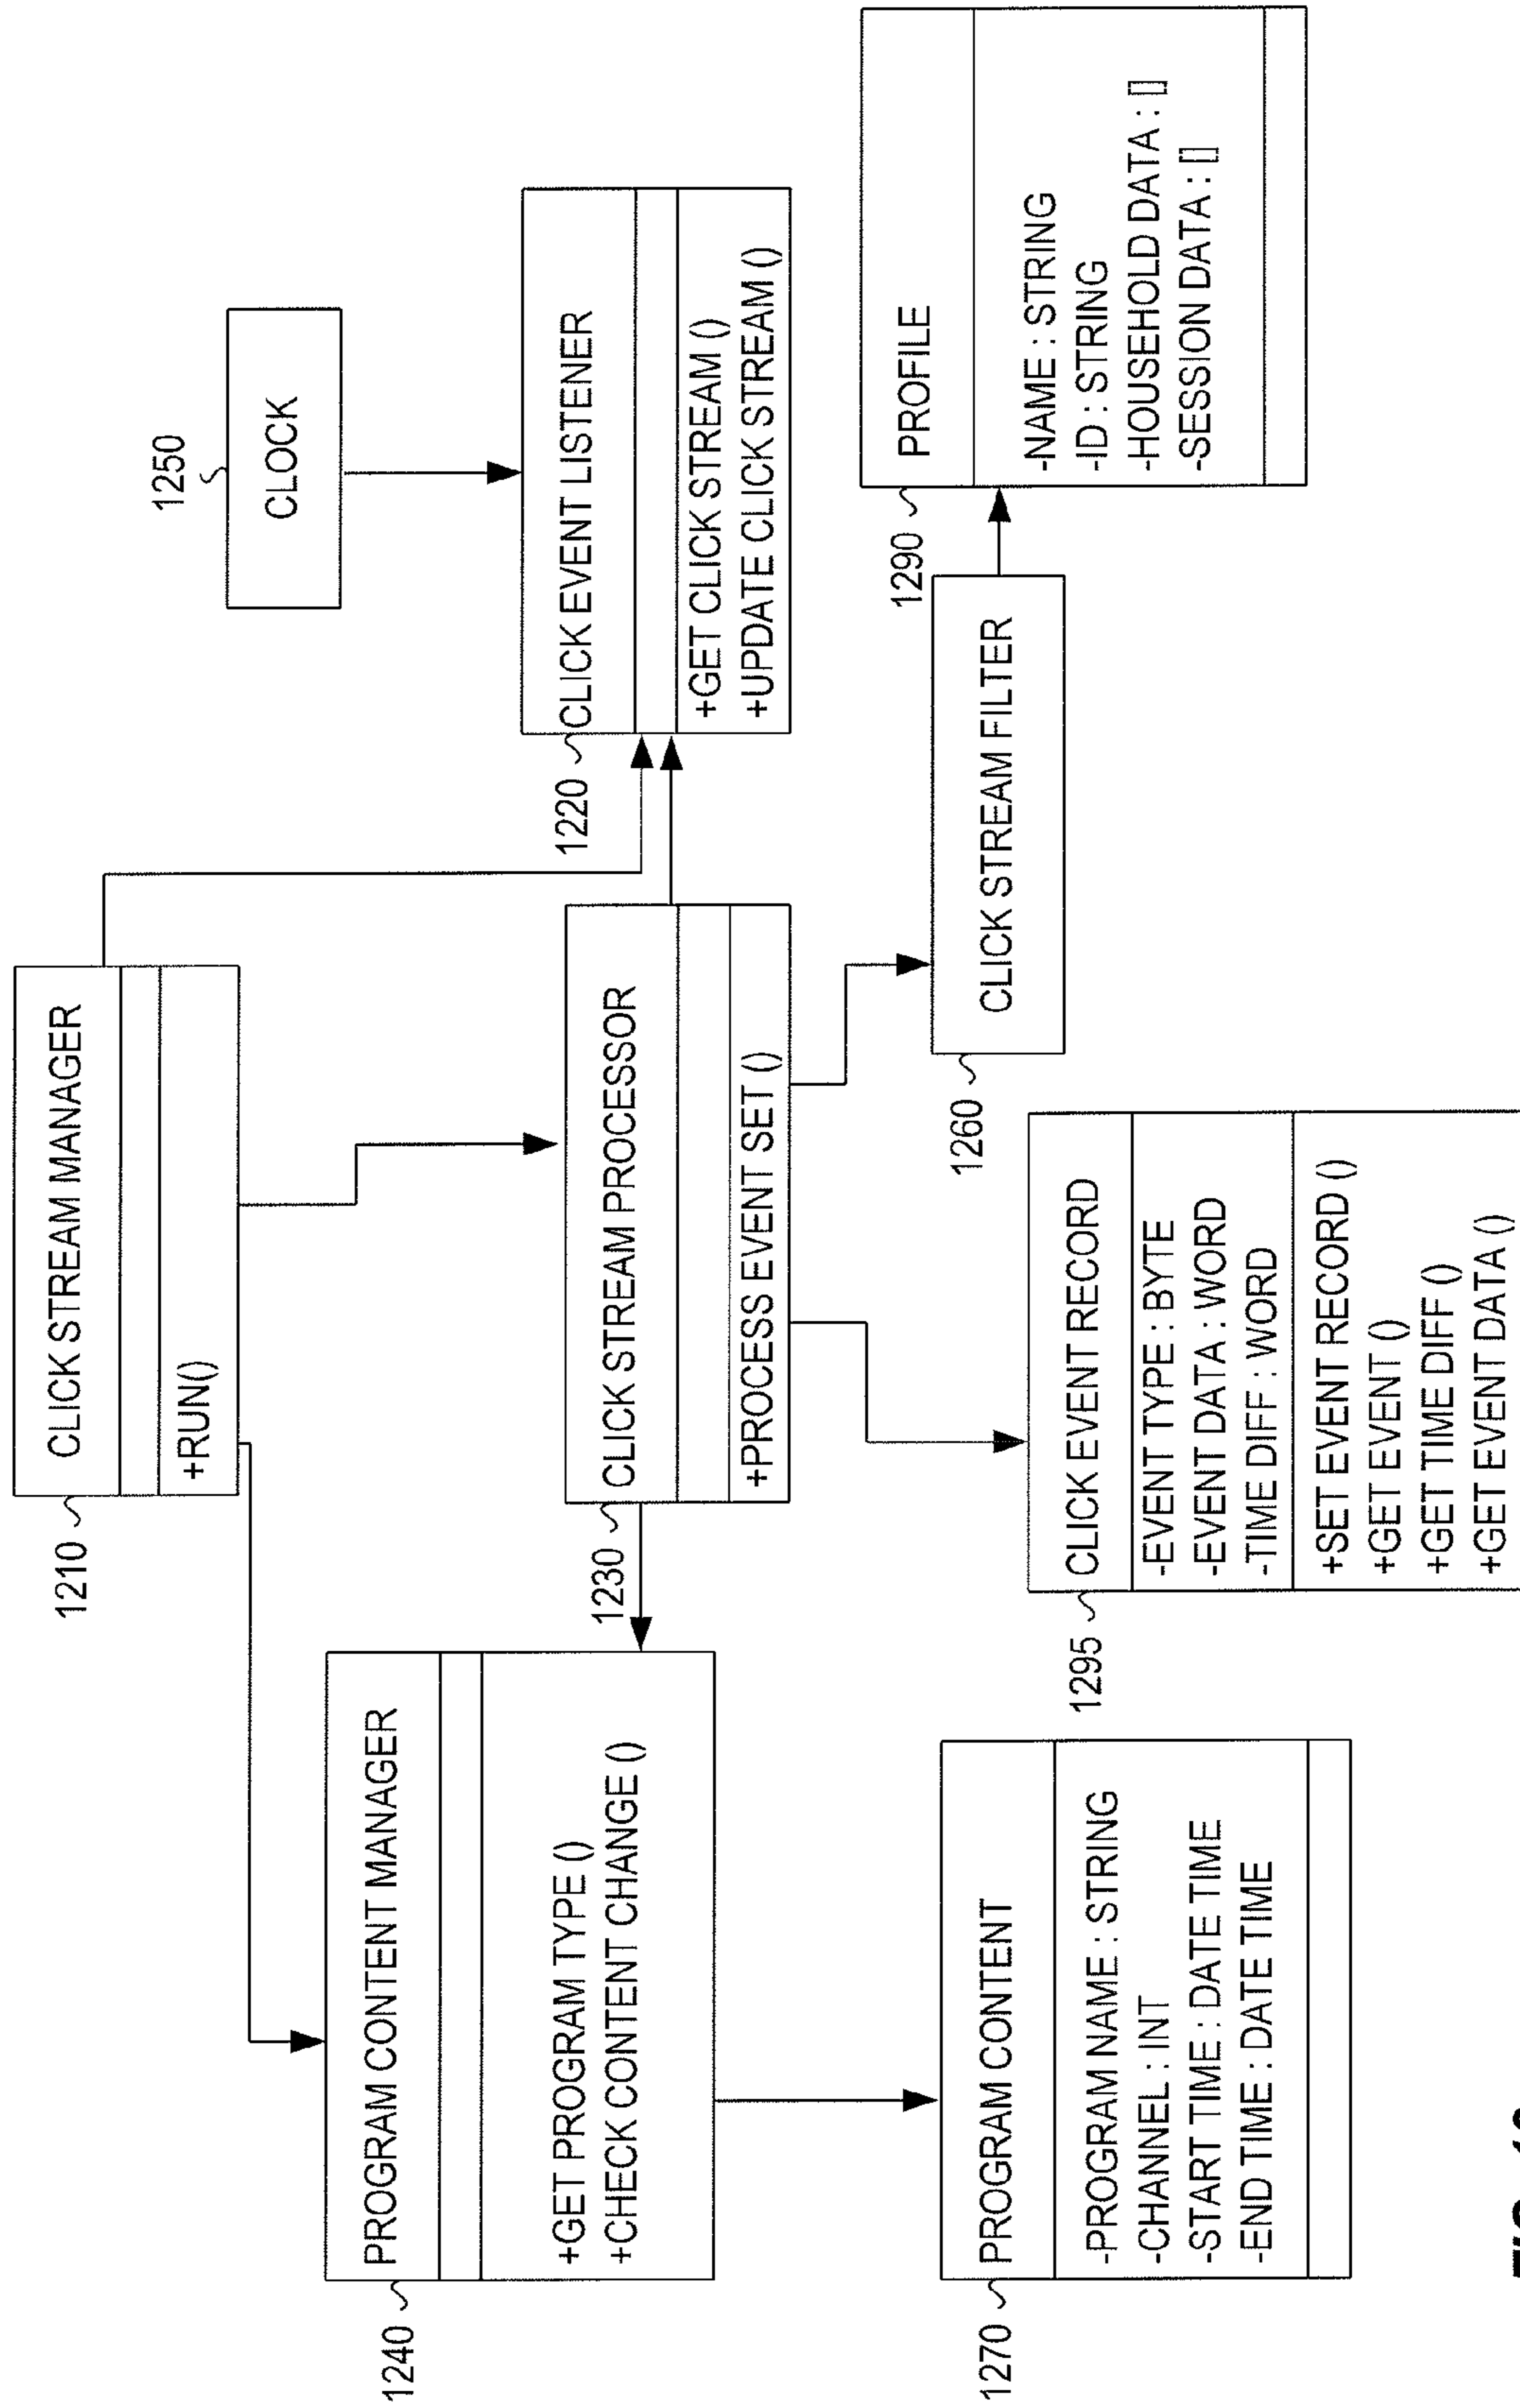 1210
CLICK STREAM MANAGER
+RUN()
1250
CLOCK
1240
PROGRAM CONTENT MANAGER
+GET PROGRAM TYPE ()
+CHECK CONTENT CHANGE ()
1230
CLICK STREAM PROCESSOR
+PROCESS EVENT SET ()
1220
CLICK EVENT LISTENER
+GET CLICK STREAM ()
+UPDATE CLICK STREAM ()
1270
PROGRAM CONTENT
-PROGRAM NAME : STRING
-CHANNEL : INT
-START TIME : DATE TIME
-END TIME : DATE TIME
1295
CLICK EVENT RECORD
-EVENT TYPE : BYTE
-EVENT DATA : WORD
-TIME DIFF : WORD
+SET EVENT RECORD ()
+GET EVENT ()
+GET TIME DIFF ()
+GET EVENT DATA ()
1260
CLICK STREAM FILTER
1290
PROFILE
-NAME : STRING
-ID : STRING
-HOUSEHOLD DATA : []
-SESSION DATA : []